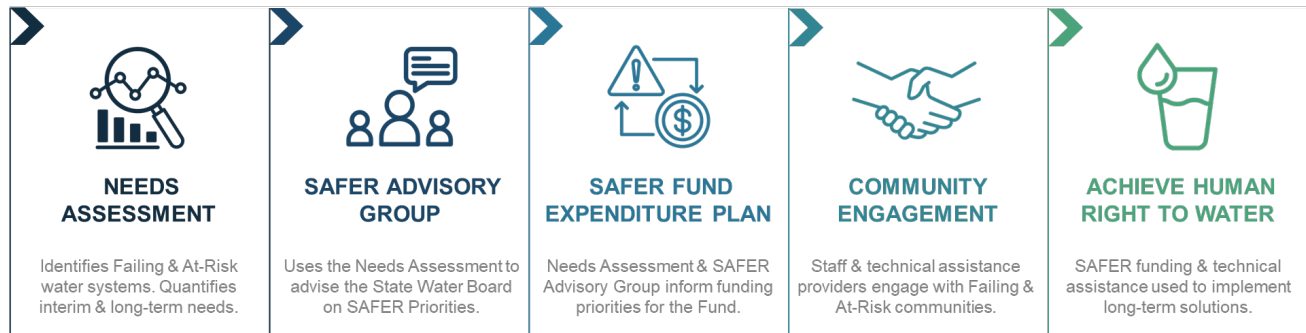 NEEDS
ASSESSMENT
Identifies Failing & At-Risk
water systems. Quantifies
interim & long-term needs.
SAFER ADVISORY
GROUP
Uses the Needs Assessment to
advise the State Water Board
on SAFER Priorities.
$
SAFER FUND
EXPENDITURE PLAN
Needs Assessment & SAFER
Advisory Group inform funding
priorities for the Fund.
COMMUNITY
ENGAGEMENT
Staff & technical assistance
providers engage with Failing &
At-Risk communities.
ACHIEVE HUMAN
RIGHT TO WATER
SAFER funding & technical
assistance used to implement
long-term solutions.